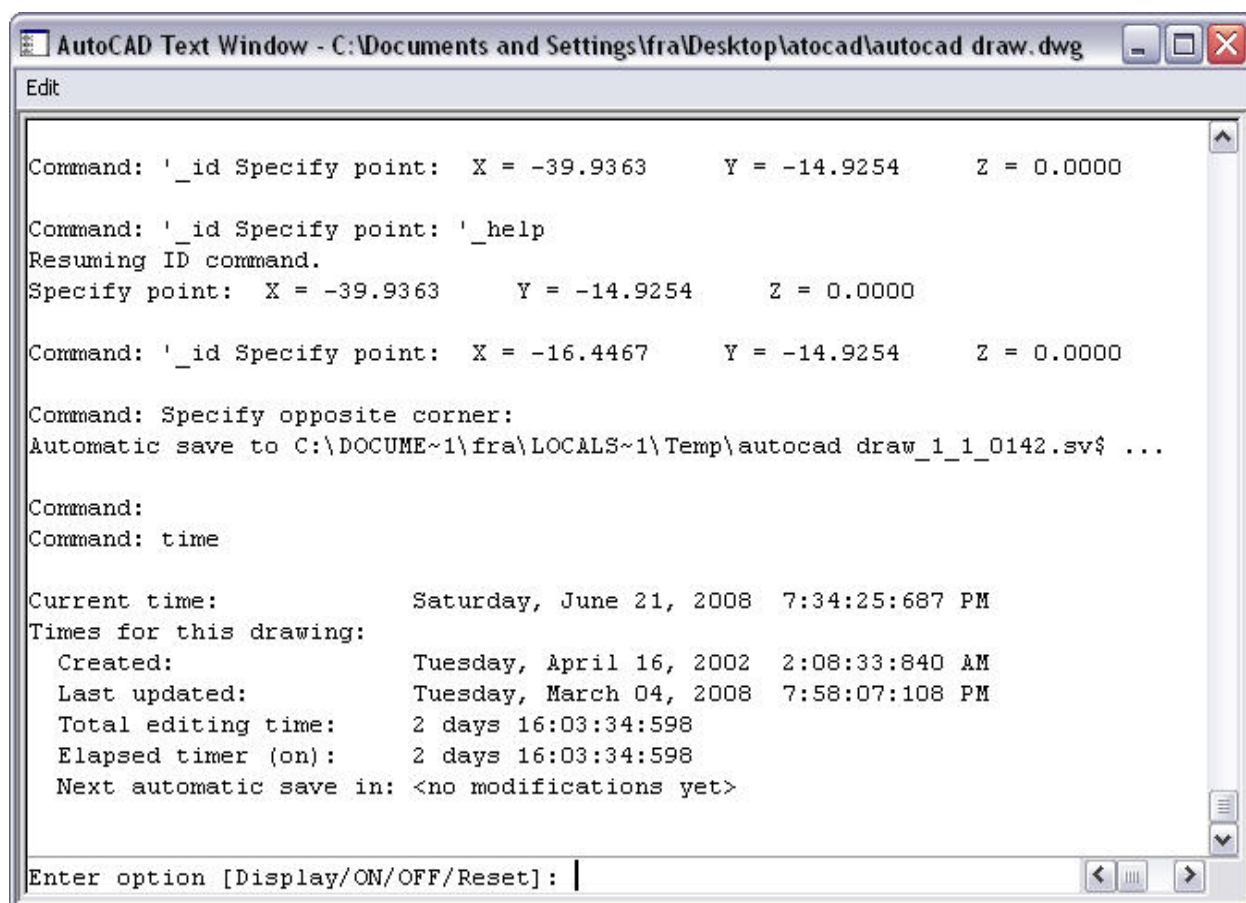 AutoCAD Text Window - C:\Documents and Settings\fra\Desktop\atocad\autocad draw.dwg
Edit
Command: '_id Specify point:  X = -39.9363     Y = -14.9254     Z = 0.0000
Command: '_id Specify point: '_help
Resuming ID command.
Specify point:  X = -39.9363     Y = -14.9254     Z = 0.0000
Command: '_id Specify point:  X = -16.4467     Y = -14.9254     Z = 0.0000
Command: Specify opposite corner:
Automatic save to C:\DOCUME~1\fra\LOCALS~1\Temp\autocad draw_1_1_0142.sv$ ...
Command:
Command: time
Current time:             Saturday, June 21, 2008  7:34:25:687 PM
Times for this drawing:
  Created:                Tuesday, April 16, 2002  2:08:33:840 AM
  Last updated:           Tuesday, March 04, 2008  7:58:07:108 PM
  Total editing time:     2 days 16:03:34:598
  Elapsed timer (on):     2 days 16:03:34:598
  Next automatic save in: <no modifications yet>
Enter option [Display/ON/OFF/Reset]: